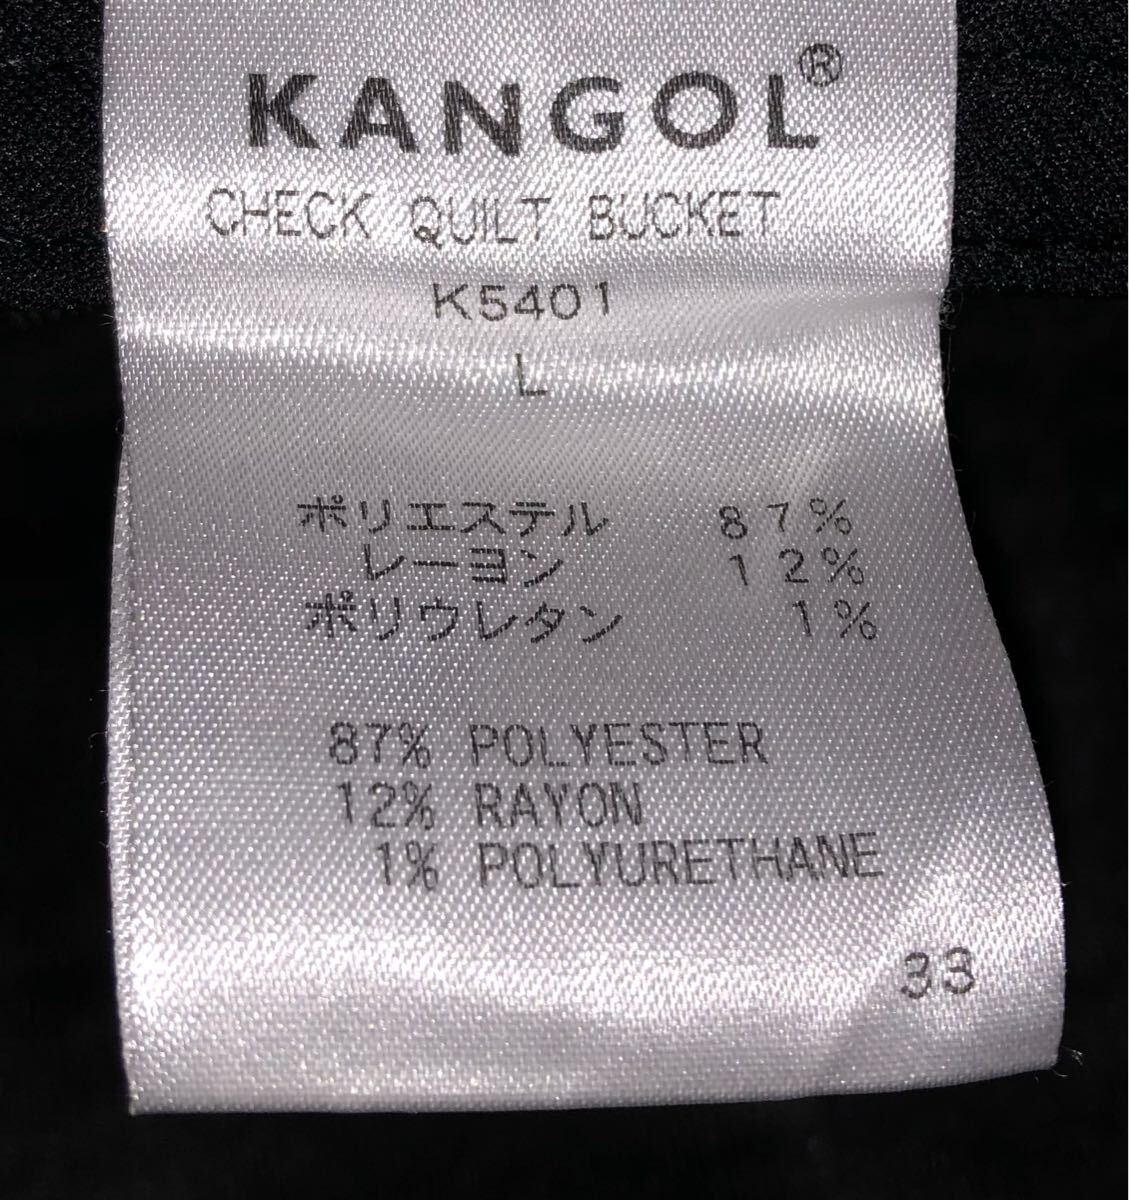 KANGOL®
CHECK QUILT BUCKET
K5401
L
ポリエステル 87%
レーヨン 12%
ポリウレタン 1%
87% POLYESTER
12% RAYON
1% POLYURETHANE
33